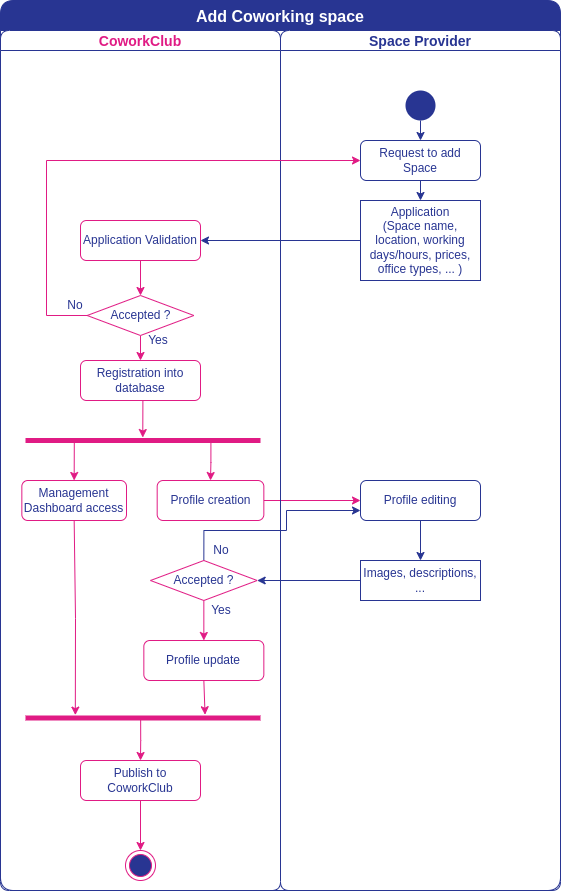 Add Coworking space
CoworkClub
Space Provider
Request to add
Space
Application
(Space name,
location, working
days/hours, prices,
office types, ... )
Application Validation
Accepted ?
No
Yes
Registration into
database
Management
Dashboard access
Profile creation
Profile editing
Images, descriptions,
...
Accepted ?
No
Yes
Profile update
Publish to
CoworkClub